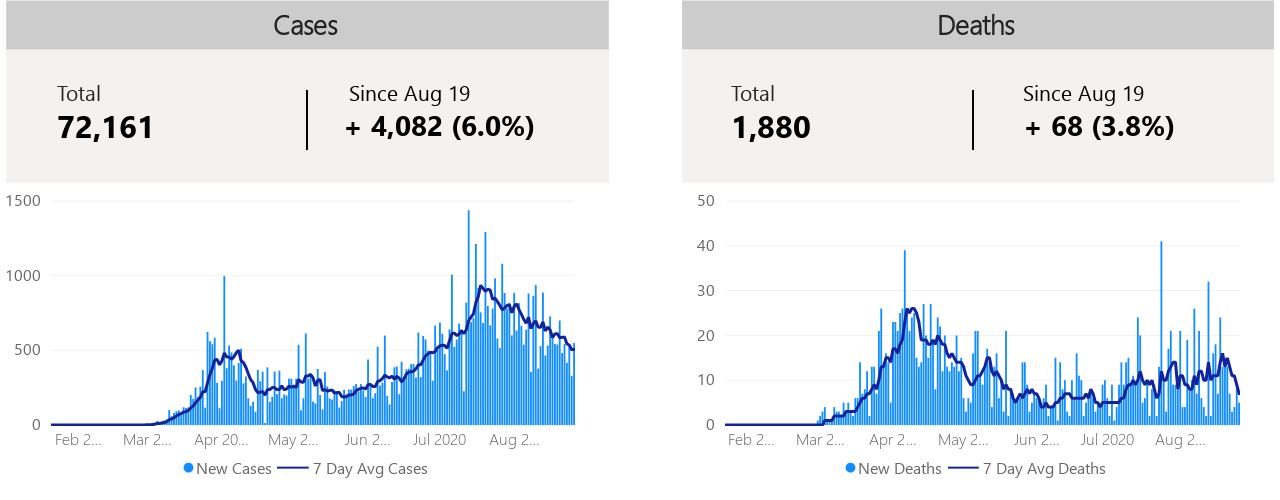 Cases
Total
72,161
Since Aug 19
+ 4,082 (6.0%)
1500
1000
500
0
Feb 2... Mar 2... Apr 20... May 2... Jun 2... Jul 2020 Aug 2...
New Cases 7 Day Avg Cases
Deaths
Total
1,880
Since Aug 19
+ 68 (3.8%)
50
40
30
20
10
0
Feb 2... Mar 2... Apr 2... May 2... Jun 2... Jul 2020 Aug 2...
New Deaths 7 Day Avg Deaths